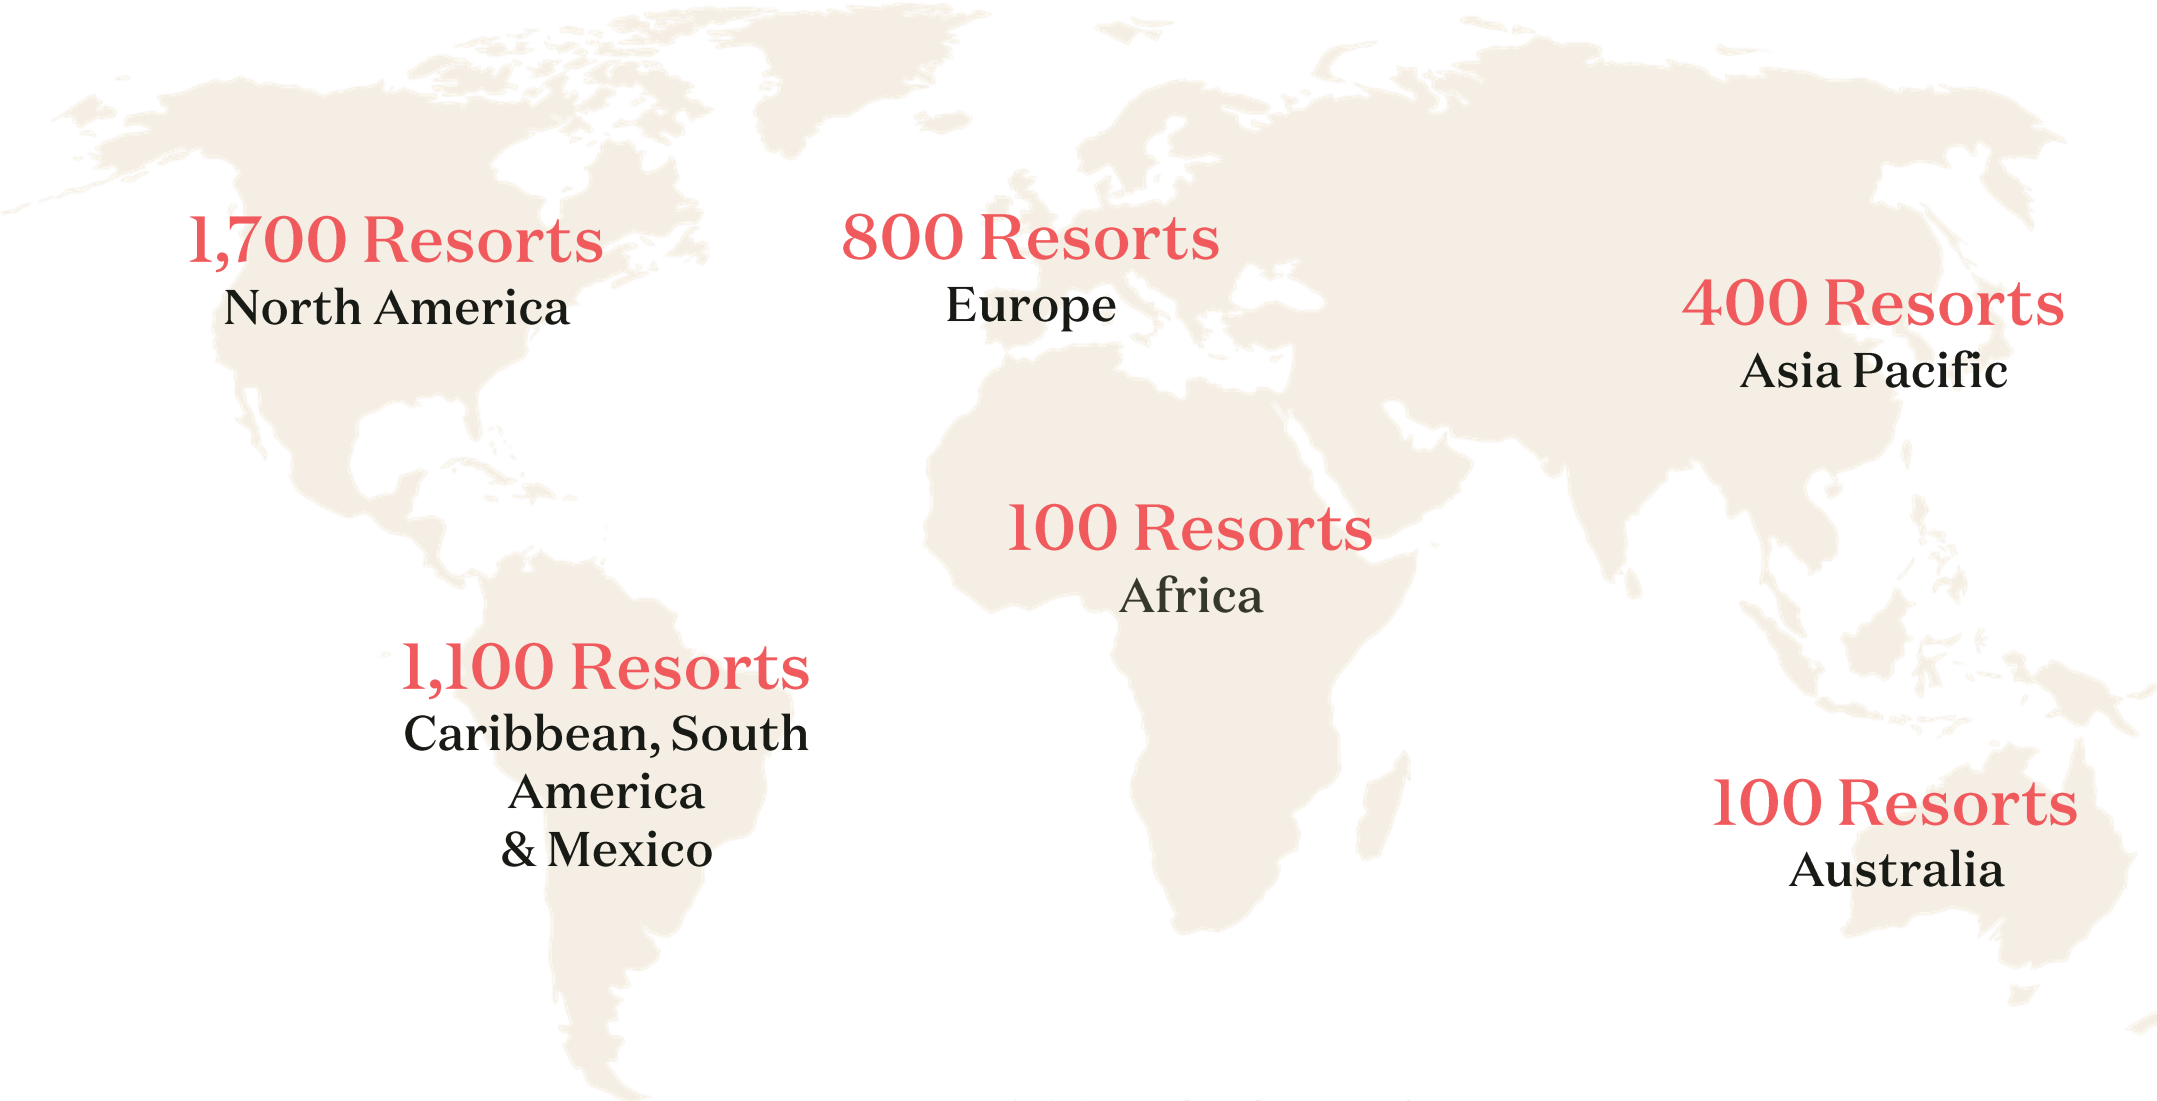 1,700 Resorts
North America
800 Resorts
Europe
400 Resorts
Asia Pacific
100 Resorts
Africa
1,100 Resorts
Caribbean, South
America
& Mexico
100 Resorts
Australia